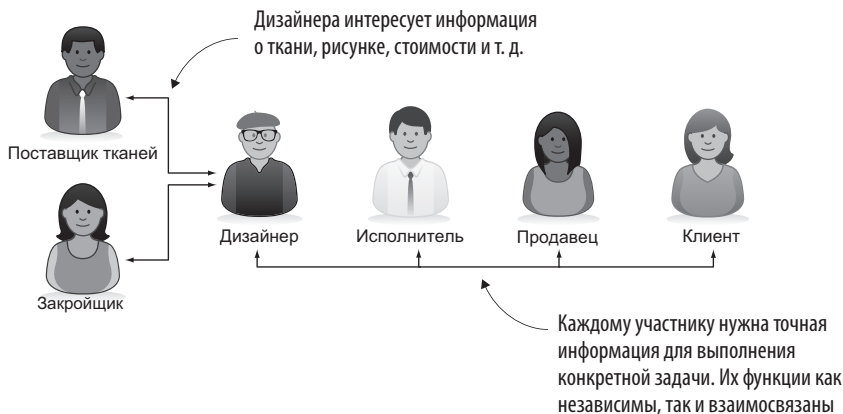 Дизайнера интересует информация
о ткани, рисунке, стоимости и т. д.
Поставщик тканей
Дизайнер
Исполнитель
Продавец
Клиент
Закройщик
Каждому участнику нужна точная
информация для выполнения
конкретной задачи. Их функции как
независимы, так и взаимосвязаны